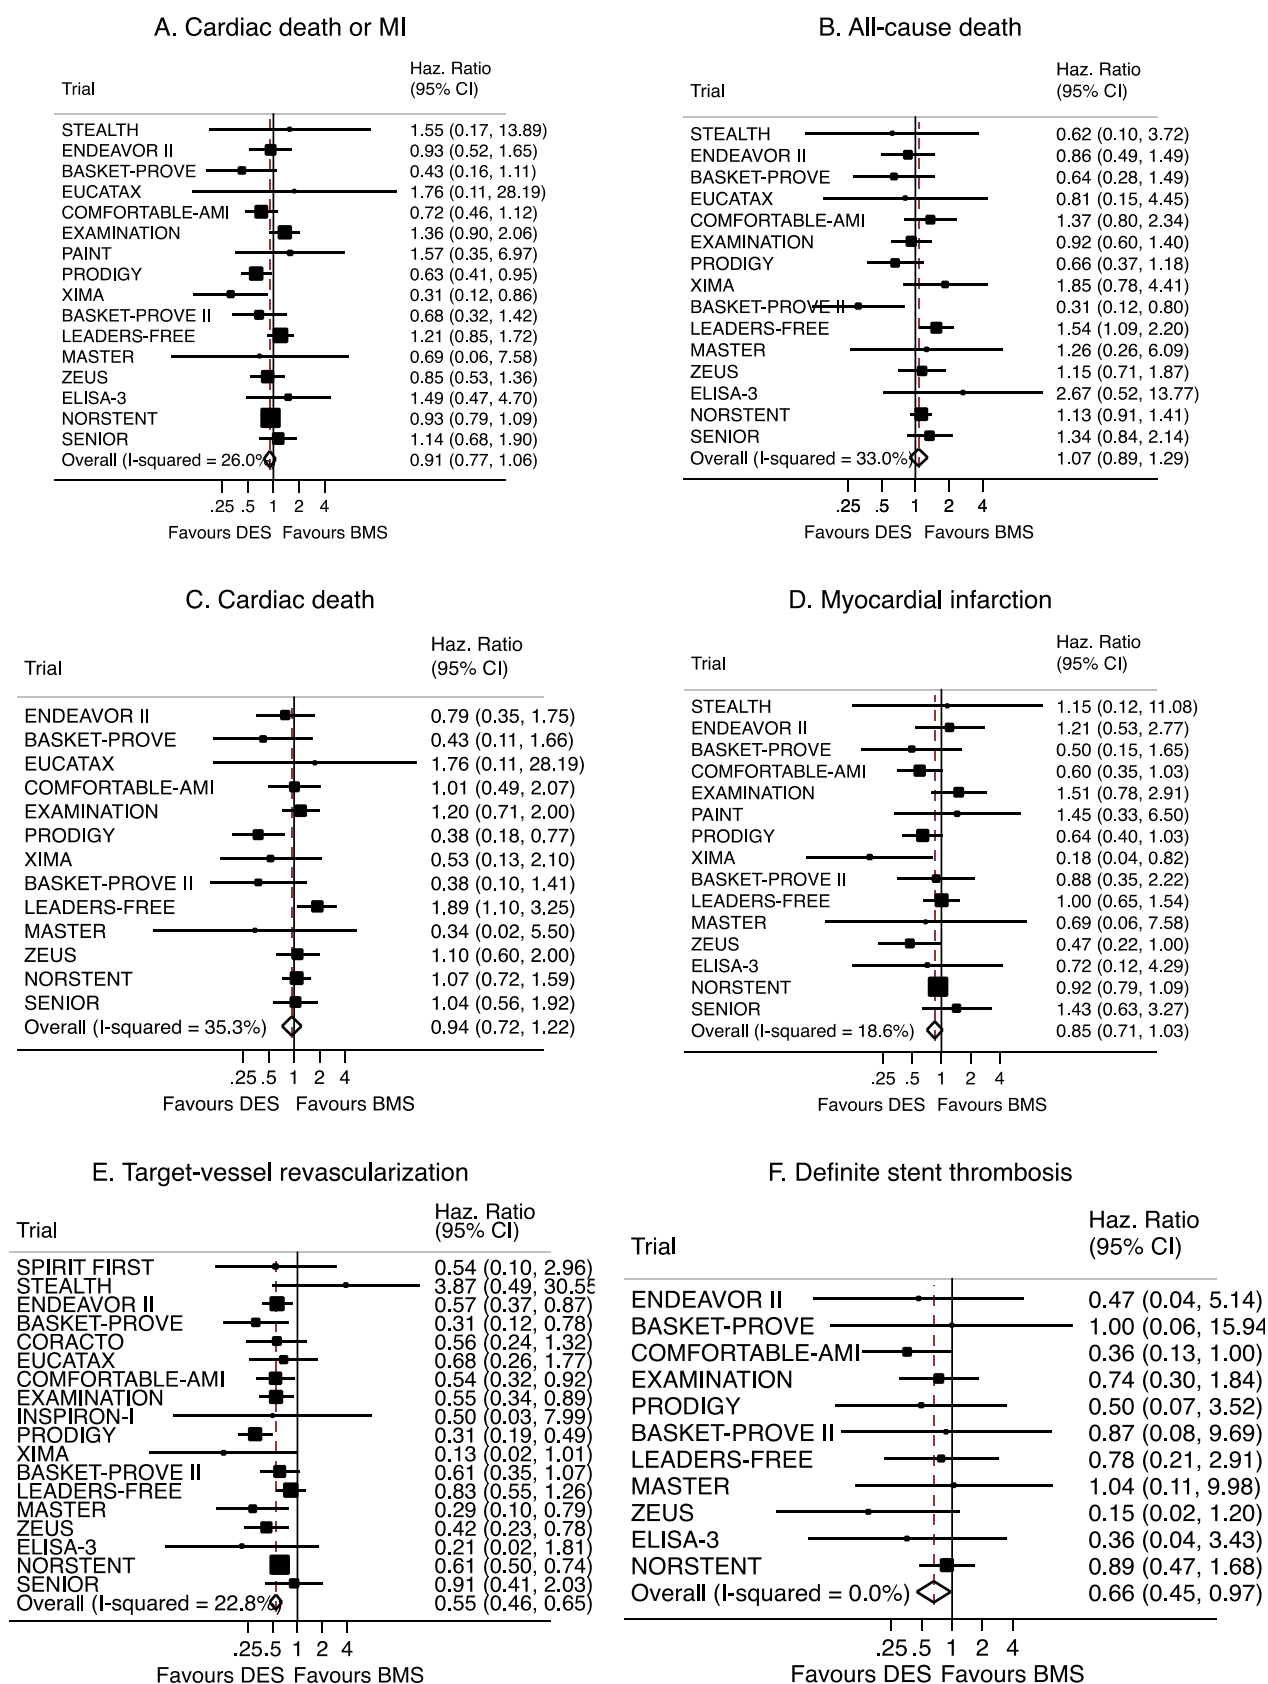 A. Cardiac death or MI
Trial
Haz. Ratio
(95% CI)
STEALTH 1.55 (0.17, 13.89)
ENDEAVOR II 0.93 (0.52, 1.65)
BASKET-PROVE 0.43 (0.16, 1.11)
EUCATAX 1.76 (0.11, 28.19)
COMFORTABLE-AMI 0.72 (0.46, 1.12)
EXAMINATION 1.36 (0.90, 2.06)
PAINT 1.57 (0.35, 6.97)
PRODIGY 0.63 (0.41, 0.95)
XIMA 0.31 (0.12, 0.86)
BASKET-PROVE II 0.68 (0.32, 1.42)
LEADERS-FREE 1.21 (0.85, 1.72)
MASTER 0.69 (0.06, 7.58)
ZEUS 0.85 (0.53, 1.36)
ELISA-3 1.49 (0.47, 4.70)
NORSTENT 0.93 (0.79, 1.09)
SENIOR 1.14 (0.68, 1.90)
Overall (I-squared = 26.0% 0.91 (0.77, 1.06)
.25 .5 1 2 4
Favours DES Favours BMS
B. All-cause death
Trial
Haz. Ratio
(95% CI)
STEALTH 0.62 (0.10, 3.72)
ENDEAVOR II 0.86 (0.49, 1.49)
BASKET-PROVE 0.64 (0.28, 1.49)
EUCATAX 0.81 (0.15, 4.45)
COMFORTABLE-AMI 1.37 (0.80, 2.34)
EXAMINATION 0.92 (0.60, 1.40)
PRODIGY 0.66 (0.37, 1.18)
XIMA 1.85 (0.78, 4.41)
BASKET-PROVE II 0.31 (0.12, 0.80)
LEADERS-FREE 1.54 (1.09, 2.20)
MASTER 1.26 (0.26, 6.09)
ZEUS 1.15 (0.71, 1.87)
ELISA-3 2.67 (0.52, 13.77)
NORSTENT 1.13 (0.91, 1.41)
SENIOR 1.34 (0.84, 2.14)
Overall (I-squared = 33.0%) 1.07 (0.89, 1.29)
.25 .5 1 2 4
Favours DES Favours BMS
C. Cardiac death
Trial
Haz. Ratio
(95% CI)
ENDEAVOR II 0.79 (0.35, 1.75)
BASKET-PROVE 0.43 (0.11, 1.66)
EUCATAX 1.76 (0.11, 28.19)
COMFORTABLE-AMI 1.01 (0.49, 2.07)
EXAMINATION 1.20 (0.71, 2.00)
PRODIGY 0.38 (0.18, 0.77)
XIMA 0.53 (0.13, 2.10)
BASKET-PROVE II 0.38 (0.10, 1.41)
LEADERS-FREE 1.89 (1.10, 3.25)
MASTER 0.34 (0.02, 5.50)
ZEUS 1.10 (0.60, 2.00)
NORSTENT 1.07 (0.72, 1.59)
SENIOR 1.04 (0.56, 1.92)
Overall (I-squared = 35.3%) 0.94 (0.72, 1.22)
.25 .5 1 2 4
Favours DES Favours BMS
D. Myocardial infarction
Trial
Haz. Ratio
(95% CI)
STEALTH 1.15 (0.12, 11.08)
ENDEAVOR II 1.21 (0.53, 2.77)
BASKET-PROVE 0.50 (0.15, 1.65)
COMFORTABLE-AMI 0.60 (0.35, 1.03)
EXAMINATION 1.51 (0.78, 2.91)
PAINT 1.45 (0.33, 6.50)
PRODIGY 0.64 (0.40, 1.03)
XIMA 0.18 (0.04, 0.82)
BASKET-PROVE II 0.88 (0.35, 2.22)
LEADERS-FREE 1.00 (0.65, 1.54)
MASTER 0.69 (0.06, 7.58)
ZEUS 0.47 (0.22, 1.00)
ELISA-3 0.72 (0.12, 4.29)
NORSTENT 0.92 (0.79, 1.09)
SENIOR 1.43 (0.63, 3.27)
Overall (I-squared = 18.6%) 0.85 (0.71, 1.03)
.25 .5 1 2 4
Favours DES Favours BMS
E. Target-vessel revascularization
Trial
Haz. Ratio
(95% CI)
SPIRIT FIRST 0.54 (0.10, 2.96)
STEALTH 3.87 (0.49, 30.55
ENDEAVOR II 0.57 (0.37, 0.87)
BASKET-PROVE 0.31 (0.12, 0.78)
CORACTO 0.56 (0.24, 1.32)
EUCATAX 0.68 (0.26, 1.77)
COMFORTABLE-AMI 0.54 (0.32, 0.92)
EXAMINATION 0.55 (0.34, 0.89)
INSPIRON-I 0.50 (0.03, 7.99)
PRODIGY 0.31 (0.19, 0.49)
XIMA 0.13 (0.02, 1.01)
BASKET-PROVE II 0.61 (0.35, 1.07)
LEADERS-FREE 0.83 (0.55, 1.26)
MASTER 0.29 (0.10, 0.79)
ZEUS 0.42 (0.23, 0.78)
ELISA-3 0.21 (0.02, 1.81)
NORSTENT 0.61 (0.50, 0.74)
SENIOR 0.91 (0.41, 2.03)
Overall (I-squared = 22.8%) 0.55 (0.46, 0.65)
.25 .5 1 2 4
Favours DES Favours BMS
F. Definite stent thrombosis
Trial
Haz. Ratio
(95% CI)
ENDEAVOR II 0.47 (0.04, 5.14)
BASKET-PROVE 1.00 (0.06, 15.94
COMFORTABLE-AMI 0.36 (0.13, 1.00)
EXAMINATION 0.74 (0.30, 1.84)
PRODIGY 0.50 (0.07, 3.52)
BASKET-PROVE II 0.87 (0.08, 9.69)
LEADERS-FREE 0.78 (0.21, 2.91)
MASTER 1.04 (0.11, 9.98)
ZEUS 0.15 (0.02, 1.20)
ELISA-3 0.36 (0.04, 3.43)
NORSTENT 0.89 (0.47, 1.68)
Overall (I-squared = 0.0%) 0.66 (0.45, 0.97)
.25 .5 1 2 4
Favours DES Favours BMS